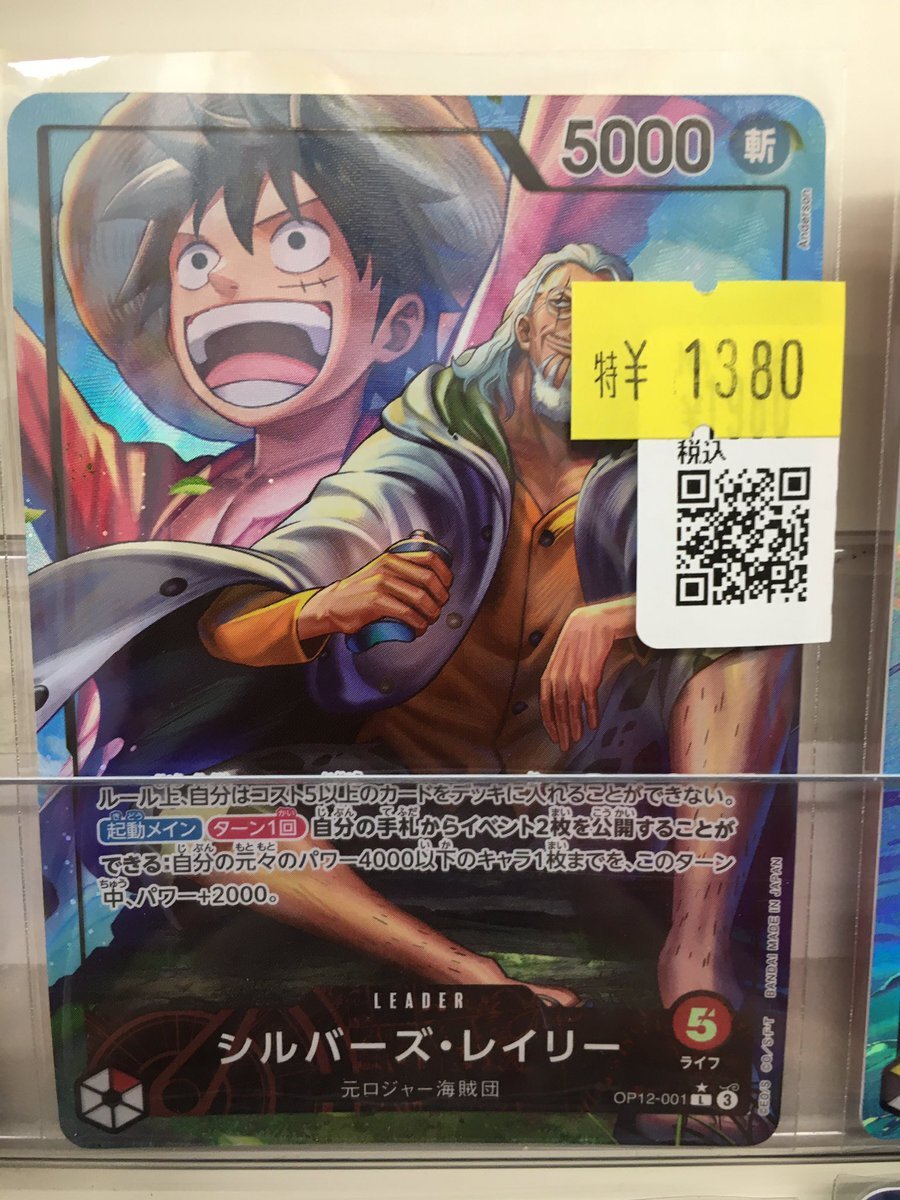 5000
斬
Anderson
特¥ 1380
税込
ルール上、自分はコスト5以上のカードをデッキに入れることができない。
起動メイン ターン1回 自分の手札からイベント2枚を公開することが
できる:自分の元々のパワー4000以下のキャラ1枚までを、このターン
中、パワー+2000。
BANDAI MADE IN JAPAN
LEADER
シルバーズ・レイリー
元ロジャー海賊団
5
ライフ
OP12-001 L 3